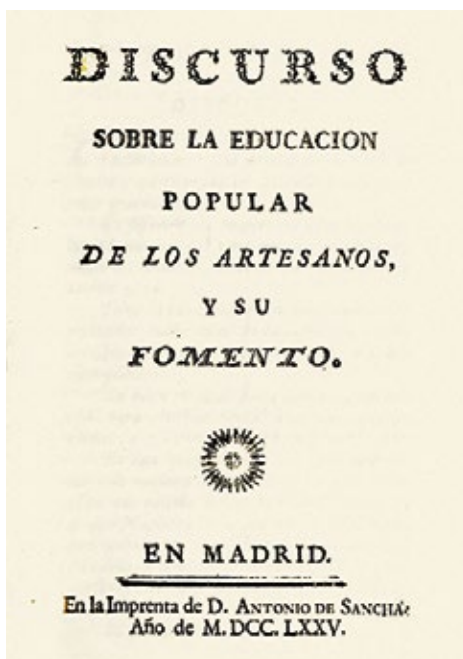 DISCURSO
SOBRE LA EDUCACION
POPULAR
DE LOS ARTESANOS,
Y SU
FOMENTO.
EN MADRID.
En la Imprenta de D. ANTONIO DE SANCHA.
Año de M. DCC. LXXV.